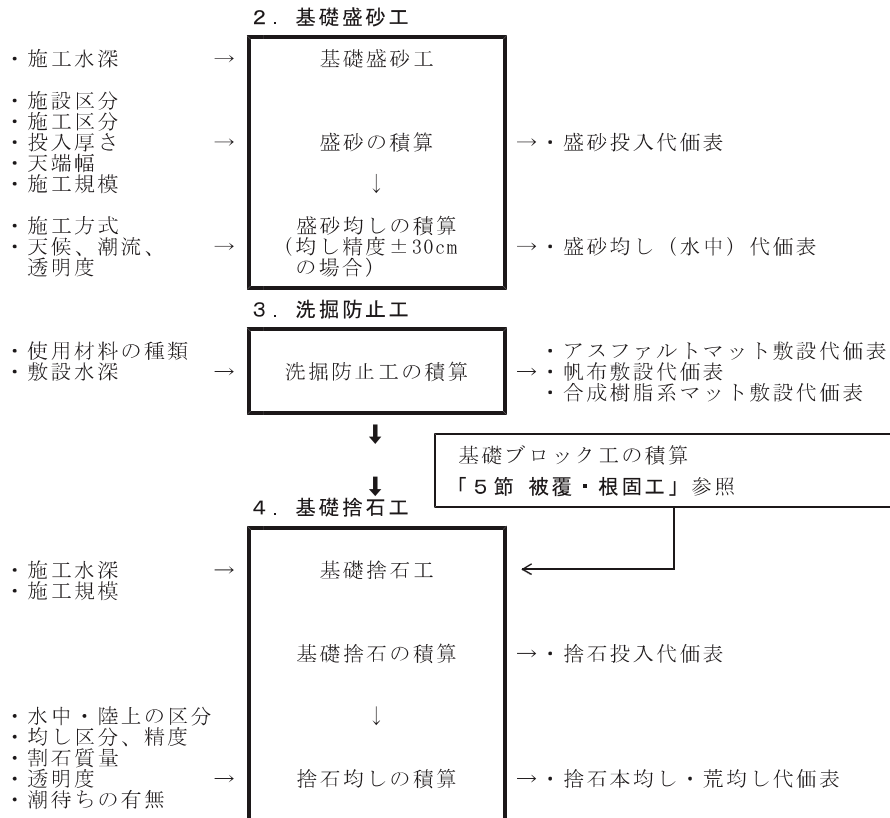 ２．基礎盛砂工
・施工水深 → 基礎盛砂工
・施設区分
・施工区分
・投入厚さ → 盛砂の積算 →・盛砂投入代価表
・天端幅
・施工規模 ↓
・施工方式 盛砂均しの積算
・天候、潮流、 → (均し精度±30cm →・盛砂均し（水中）代価表
透明度 の場合)
３．洗掘防止工
・使用材料の種類 ・アスファルトマット敷設代価表
・敷設水深 → 洗掘防止工の積算 →・帆布敷設代価表
・合成樹脂系マット敷設代価表
基礎ブロック工の積算
「５節 被覆・根固工」参照
４．基礎捨石工
・施工水深 → 基礎捨石工
・施工規模
基礎捨石の積算 →・捨石投入代価表
・水中・陸上の区分 ↓
・均し区分、精度
・割石質量
・透明度 → 捨石均しの積算 →・捨石本均し・荒均し代価表
・潮待ちの有無